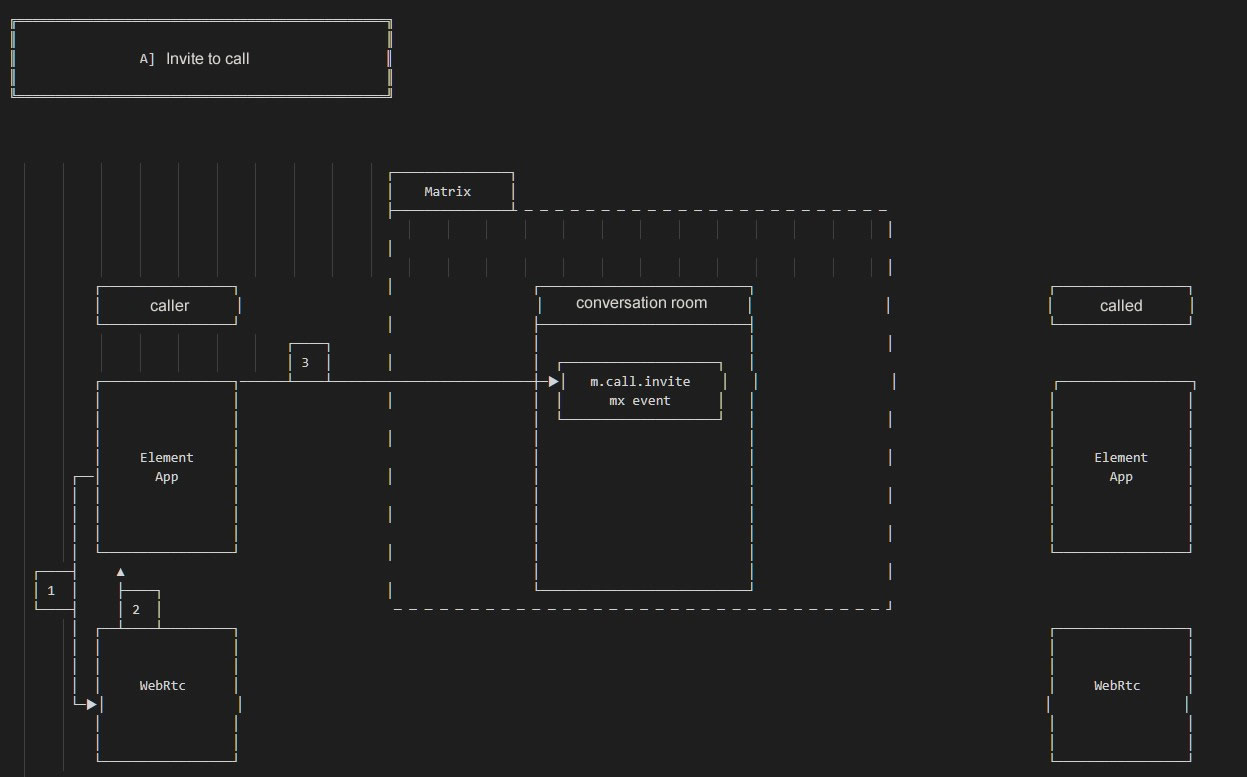 A] Invite to call
Matrix
caller
conversation room
called
3
m.call.invite
mx event
Element
App
Element
App
1
2
WebRtc
WebRtc